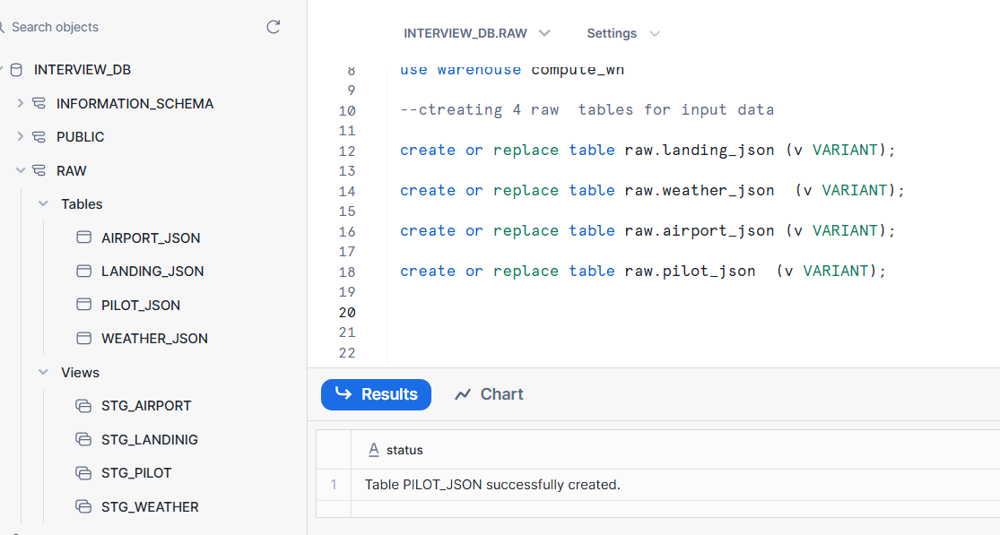 Search objects
INTERVIEW_DB
INFORMATION_SCHEMA
PUBLIC
RAW
Tables
AIRPORT_JSON
LANDING_JSON
PILOT_JSON
WEATHER_JSON
Views
STG_AIRPORT
STG_LANDINIG
STG_PILOT
STG_WEATHER
INTERVIEW_DB.RAW Settings
8 use warehouse compute_wh
9
10 --ctreating 4 raw  tables for input data
11
12 create or replace table raw.landing_json (v VARIANT);
13
14 create or replace table raw.weather_json  (v VARIANT);
15
16 create or replace table raw.airport_json (v VARIANT);
17
18 create or replace table raw.pilot_json  (v VARIANT);
19
20
21
22
Results Chart
A status
1 Table PILOT_JSON successfully created.